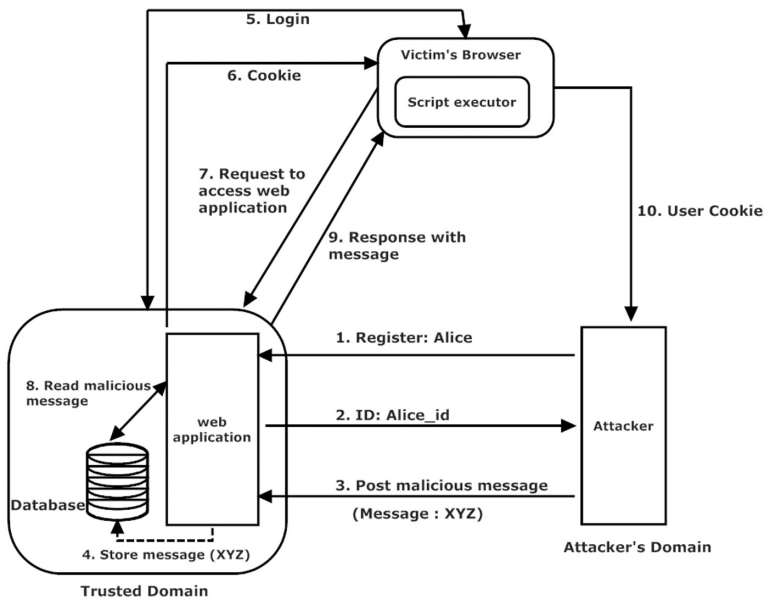 5. Login
Victim's Browser
6. Cookie
Script executor
7. Request to
access web
application
10. User Cookie
9. Response with
message
1. Register: Alice
8. Read malicious
message
web
application
2. ID: Alice_id
Attacker
3. Post malicious message
(Message : XYZ)
Database
4. Store message (XYZ)
Attacker's Domain
Trusted Domain